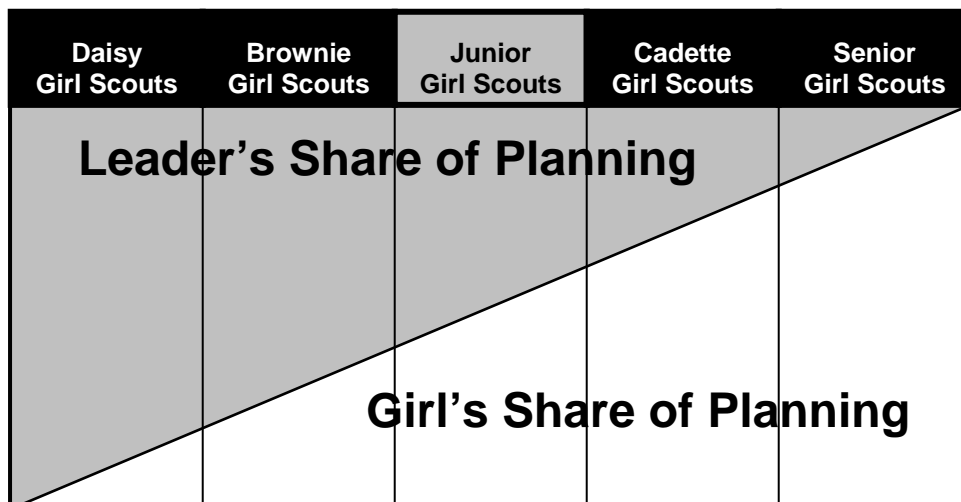 Daisy
Girl Scouts
Brownie
Girl Scouts
Junior
Girl Scouts
Cadette
Girl Scouts
Senior
Girl Scouts
Leader’s Share of Planning
Girl’s Share of Planning